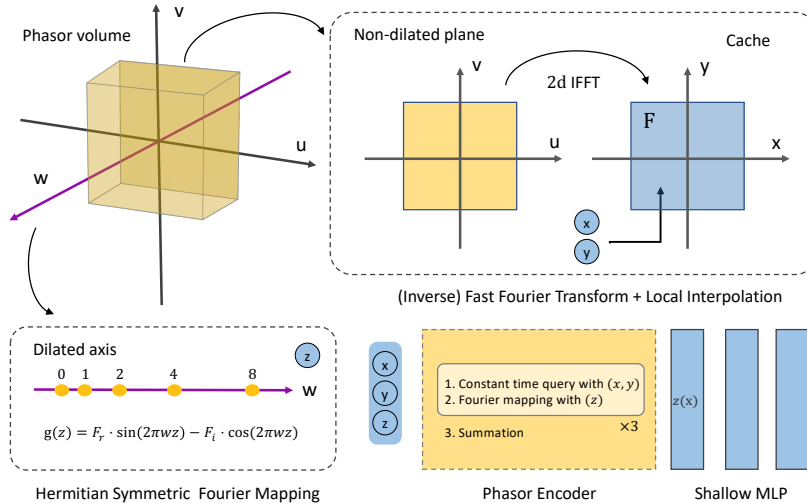 Phasor volume
v
u
w
Non-dilated plane
Cache
v
2d IFFT
u
y
F
x
x
y
(Inverse) Fast Fourier Transform + Local Interpolation
Dilated axis
z
0 1 2 4 8
w
g(z) = F_r · sin(2πwz) − F_i · cos(2πwz)
Hermitian Symmetric Fourier Mapping
x
y
z
1. Constant time query with (x, y)
2. Fourier mapping with (z)
×3
3. Summation
Phasor Encoder
z(x)
Shallow MLP